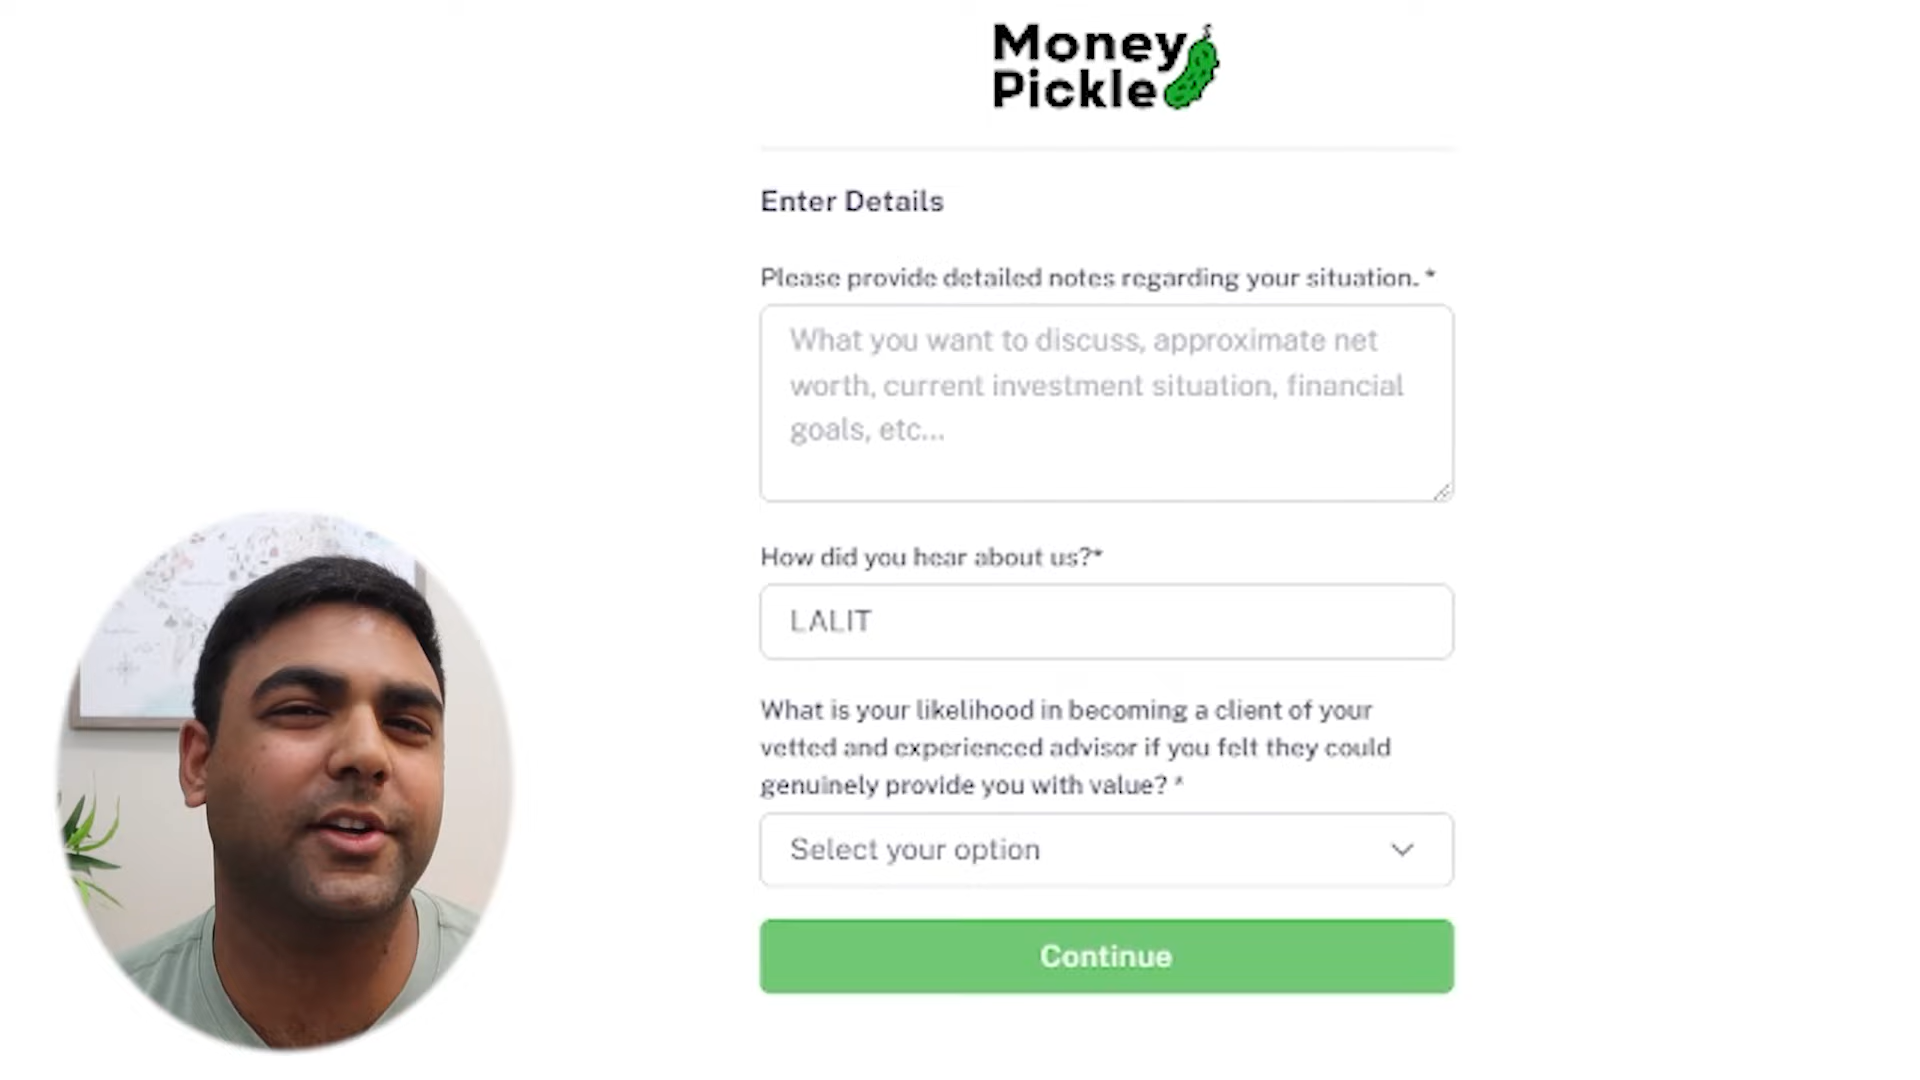 Money
Pickle
Enter Details
Please provide detailed notes regarding your situation. *
What you want to discuss, approximate net
worth, current investment situation, financial
goals, etc...
How did you hear about us?*
LALIT
What is your likelihood in becoming a client of your
vetted and experienced advisor if you felt they could
genuinely provide you with value? *
Select your option
Continue